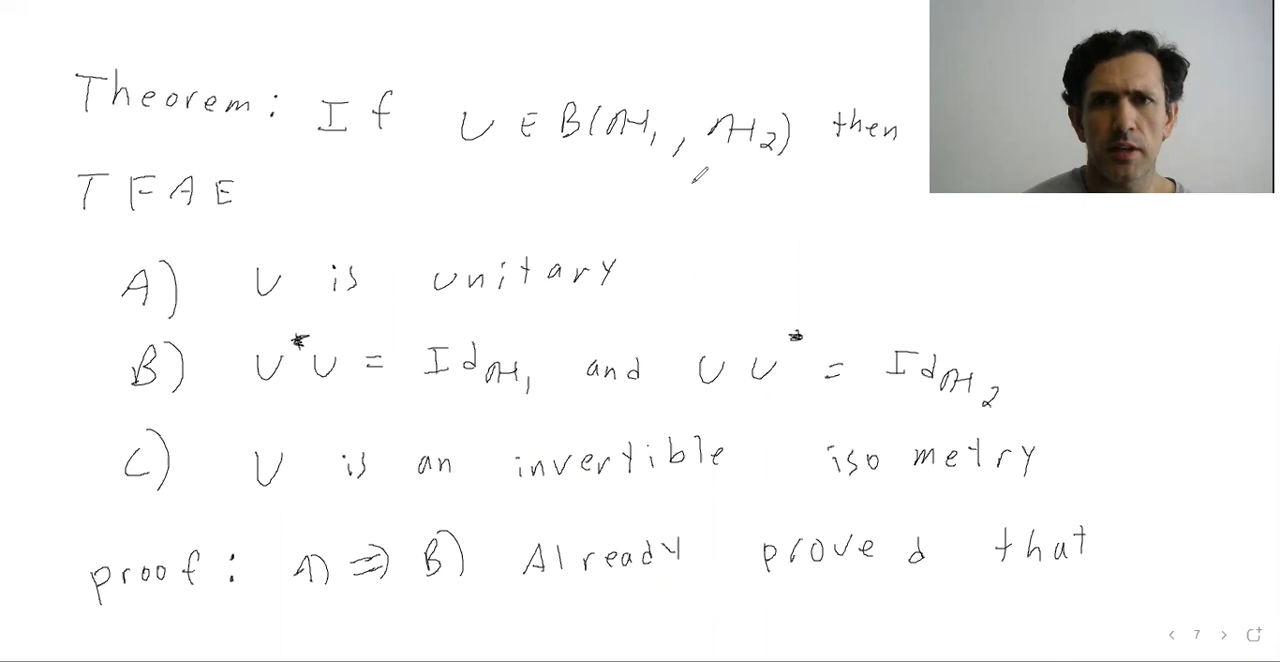 Theorem: If U ∈ B(H₁, H₂) then
TFAE
A) U is unitary
B) U*U = Id_H₁ and UU* = Id_H₂
C) U is an invertible isometry
proof: A) ⇒ B) Already proved that
< 7 >